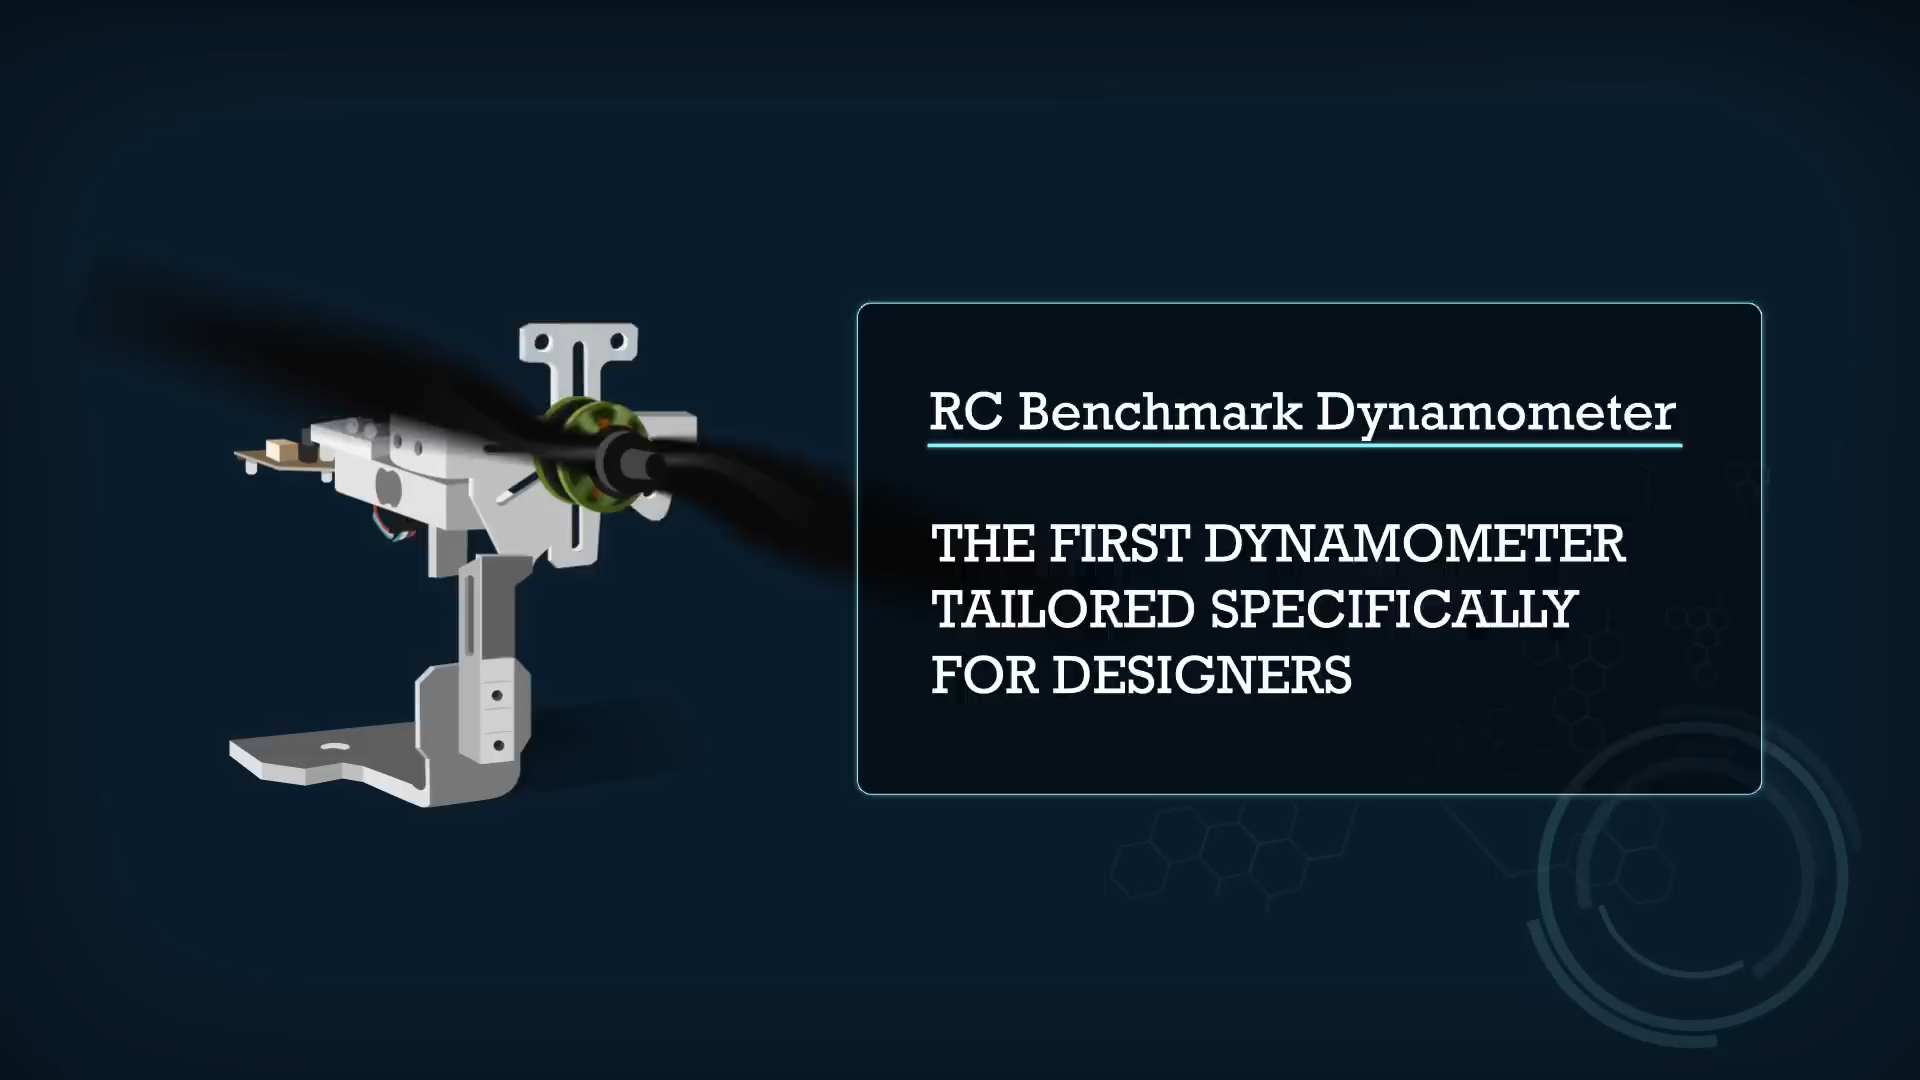 RC Benchmark Dynamometer
THE FIRST DYNAMOMETER
TAILORED SPECIFICALLY
FOR DESIGNERS